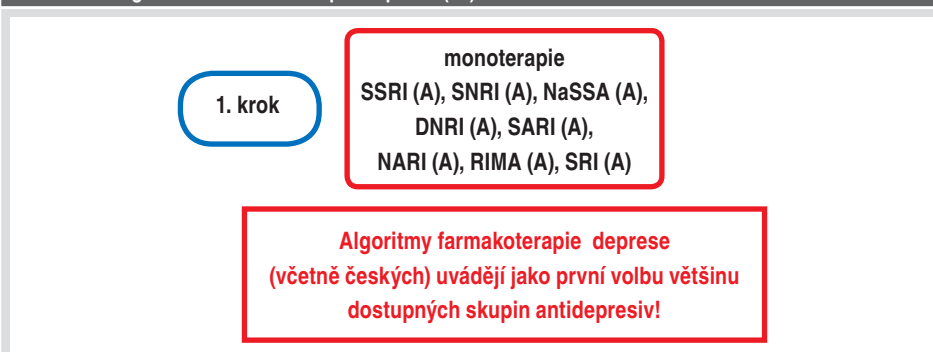 1. krok
monoterapie
SSRI (A), SNRI (A), NaSSA (A),
DNRI (A), SARI (A),
NARI (A), RIMA (A), SRI (A)
Algoritmy farmakoterapie deprese
(včetně českých) uvádějí jako první volbu většinu
dostupných skupin antidepresiv!